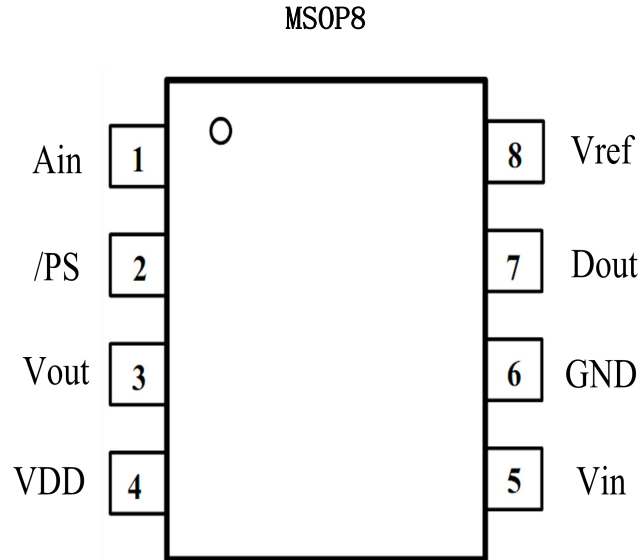 MSOP8
Ain 1 8 Vref
/PS 2 7 Dout
Vout 3 6 GND
VDD 4 5 Vin